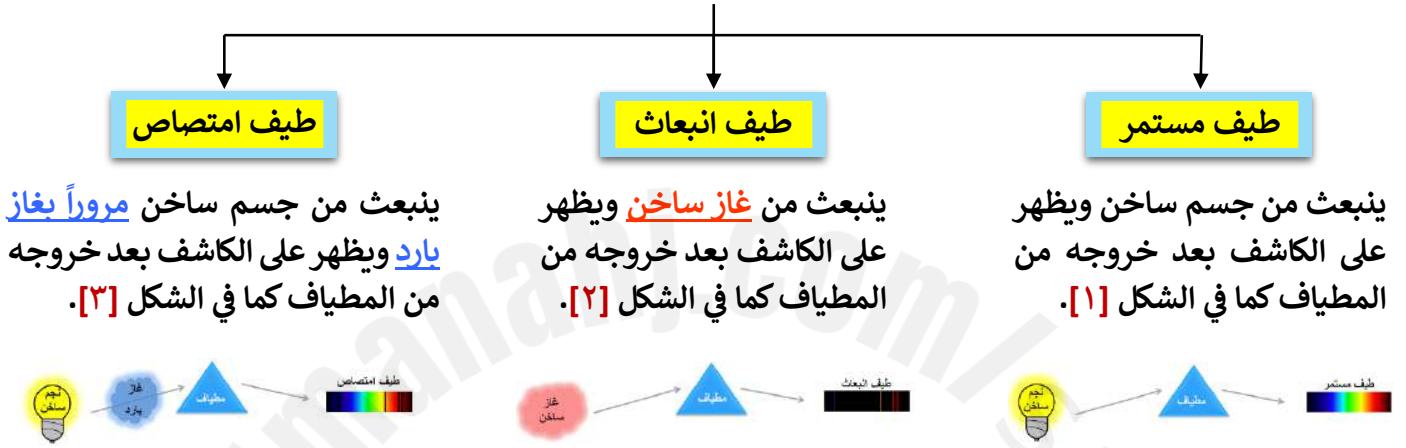 طيف مستمر
ينبعث من جسم ساخن ويظهر
على الكاشف بعد خروجه من
المطياف كما في الشكل [١].
طيف مستمر
نجم
ساخن
مطياف
طيف انبعاث
ينبعث من غاز ساخن ويظهر
على الكاشف بعد خروجه من
المطياف كما في الشكل [٢].
طيف انبعاث
غاز
ساخن
مطياف
طيف امتصاص
ينبعث من جسم ساخن مروراً بغاز
بارد ويظهر على الكاشف بعد خروجه
من المطياف كما في الشكل [٣].
طيف امتصاص
نجم
ساخن
غاز
بارد
مطياف
manahj.com/